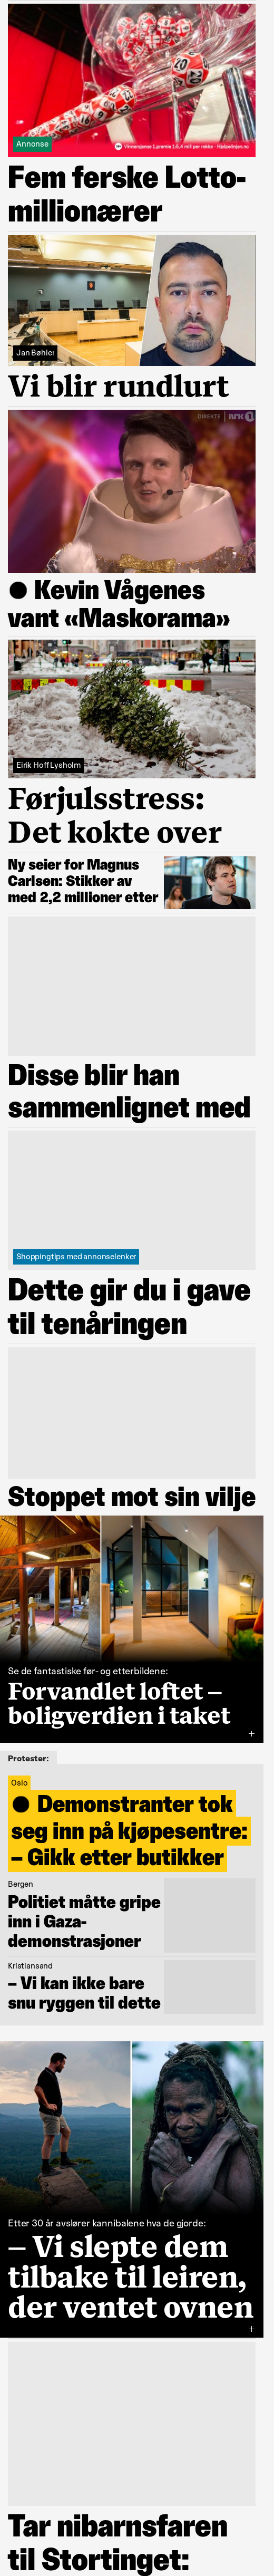 Annonse
Vinnersjanse 1.premie 1:5,4 mill per rekke - Hjelpelinjen.no
Fem ferske Lotto-
millionærer
Jan Bøhler
Vi blir rundlurt
DIREKTE nrk 1
● Kevin Vågenes
vant «Maskorama»
Eirik Hoff Lysholm
Førjulsstress:
Det kokte over
Ny seier for Magnus
Carlsen: Stikker av
med 2,2 millioner etter
Disse blir han
sammenlignet med
Shoppingtips med annonselenker
Dette gir du i gave
til tenåringen
Stoppet mot sin vilje
Se de fantastiske før- og etterbildene:
Forvandlet loftet –
boligverdien i taket
+
Protester:
Oslo
● Demonstranter tok
seg inn på kjøpesentre:
– Gikk etter butikker
Bergen
Politiet måtte gripe
inn i Gaza-
demonstrasjoner
Kristiansand
– Vi kan ikke bare
snu ryggen til dette
Etter 30 år avslører kannibalene hva de gjorde:
– Vi slepte dem
tilbake til leiren,
der ventet ovnen
+
Tar nibarnsfaren
til Stortinget: